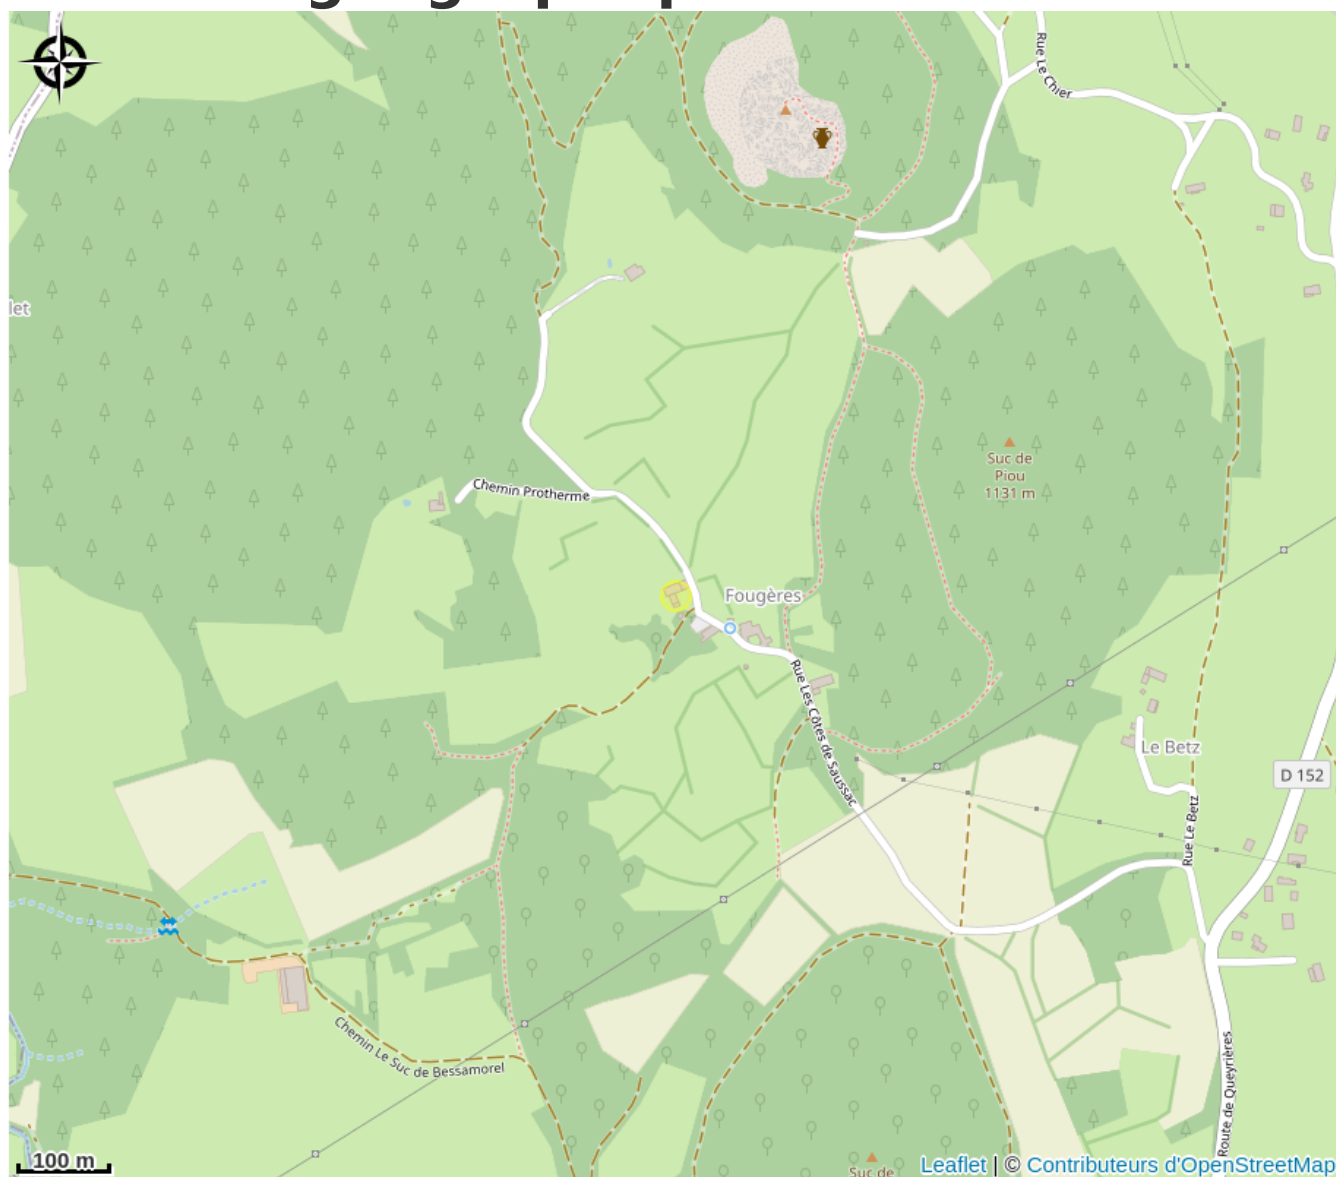 Rue Le Chier
let
Suc de
Piou
1131 m
Chemin Protherme
Fougères
Rue Les Côtes de Saussac
Le Betz
D 152
Rue Le Betz
Chemin Le Suc de Bessamorel
Route de Queyrières
Suc de
100 m
Leaflet | © Contributeurs d'OpenStreetMap